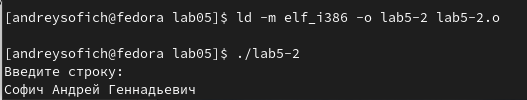 [andreysofich@fedora lab05]$ ld -m elf_i386 -o lab5-2 lab5-2.o
[andreysofich@fedora lab05]$ ./lab5-2
Введите строку:
Софич Андрей Геннадьевич